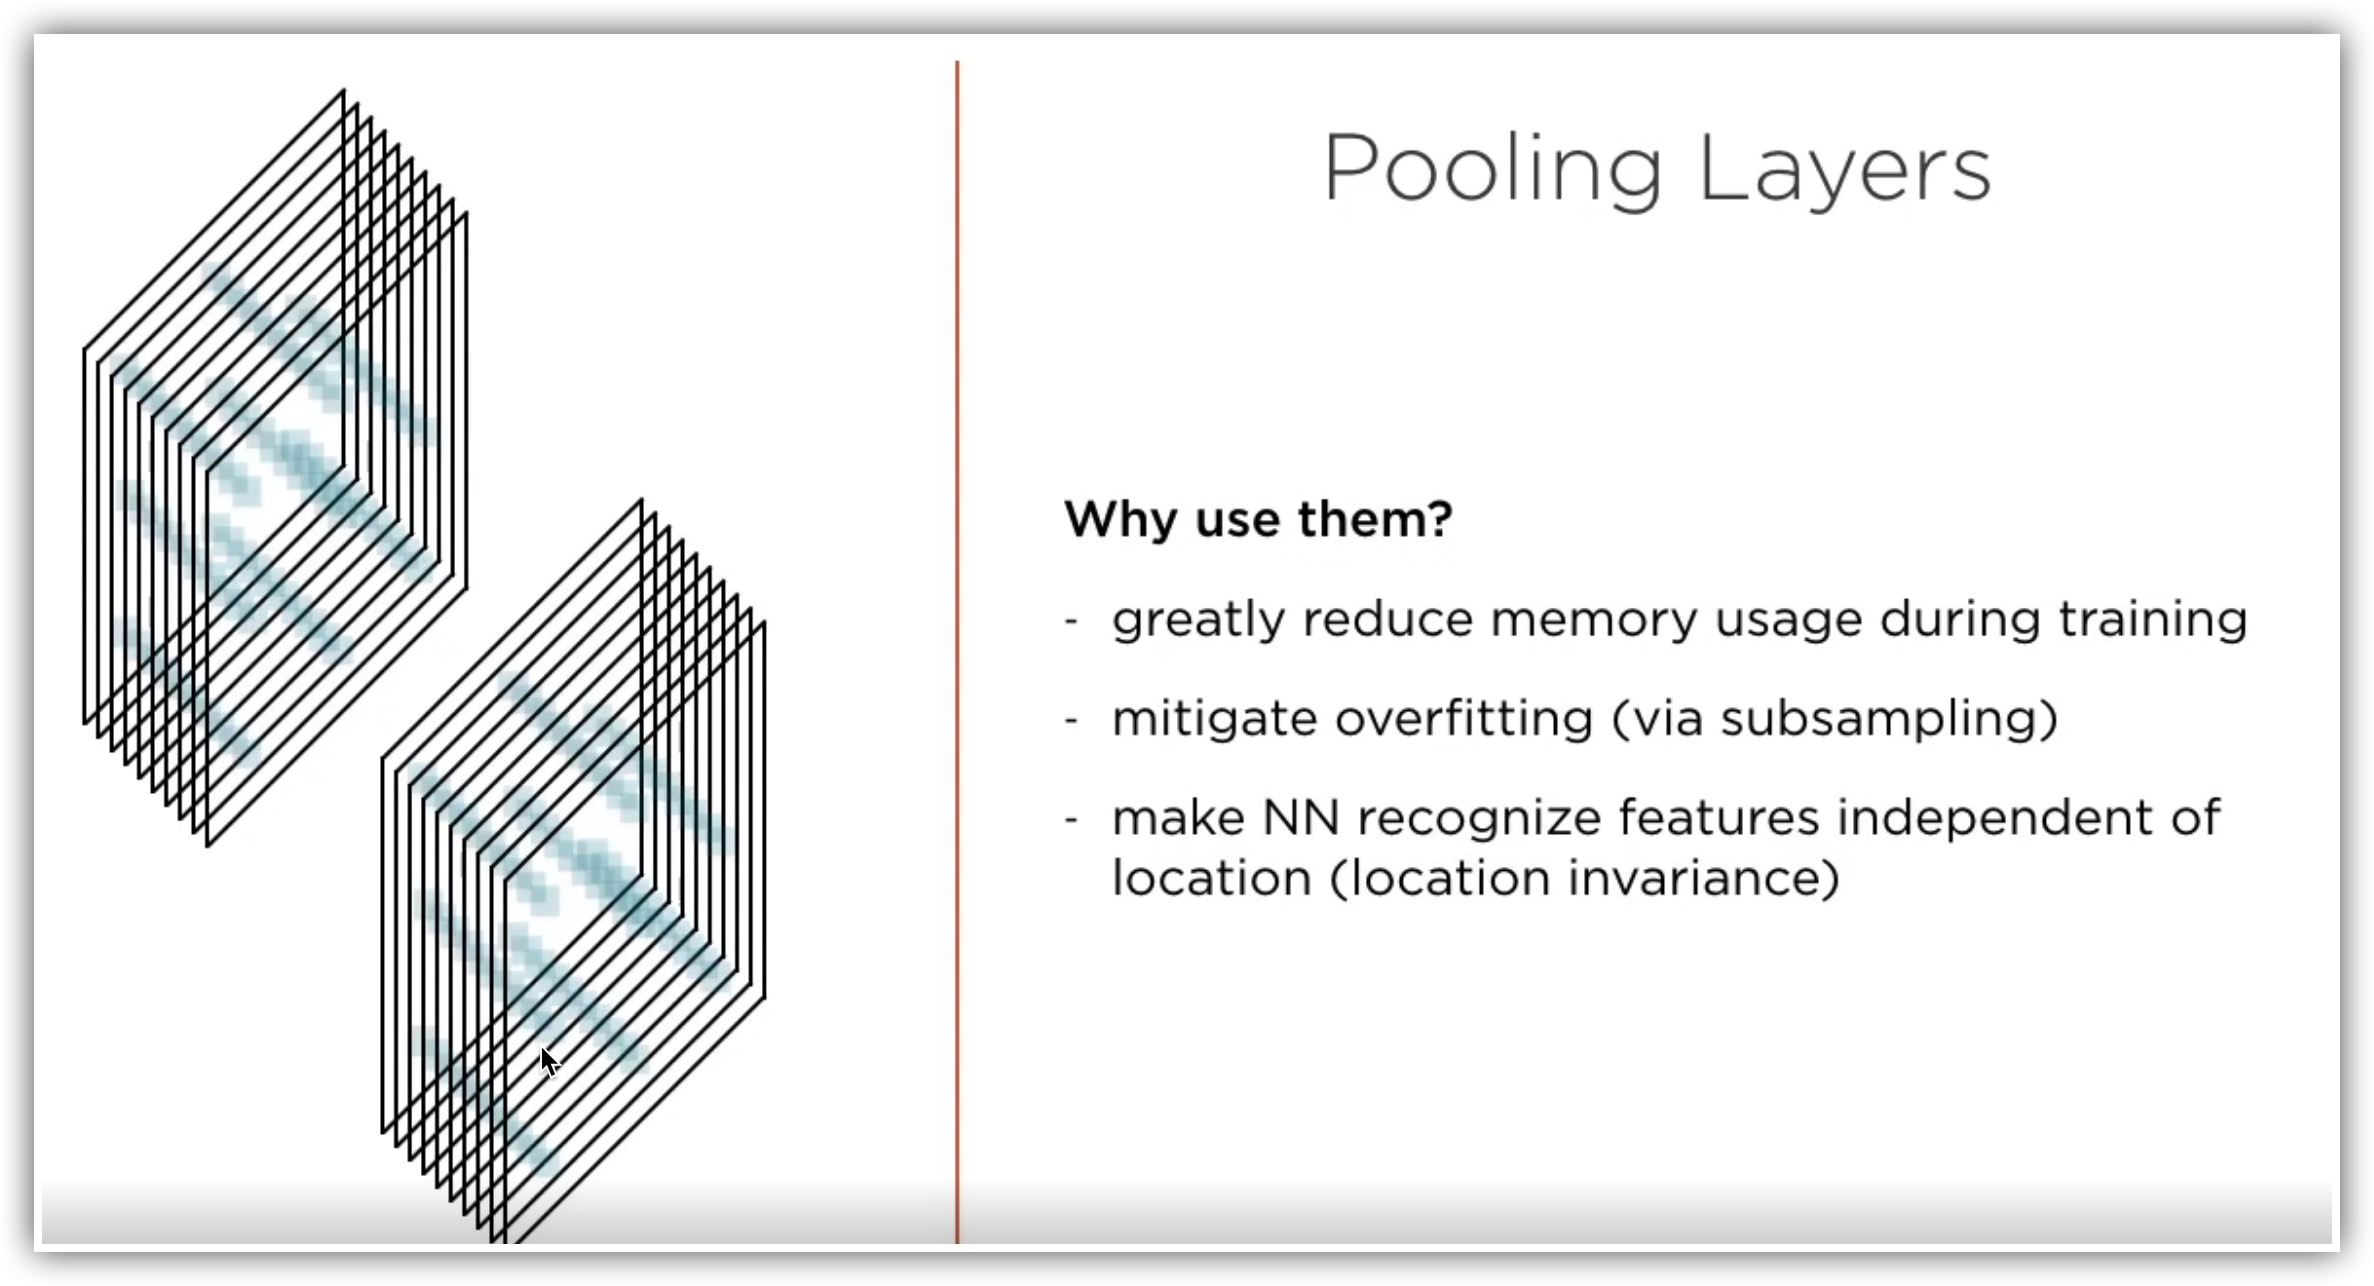 Pooling Layers
Why use them?
- greatly reduce memory usage during training
- mitigate overfitting (via subsampling)
- make NN recognize features independent of
location (location invariance)